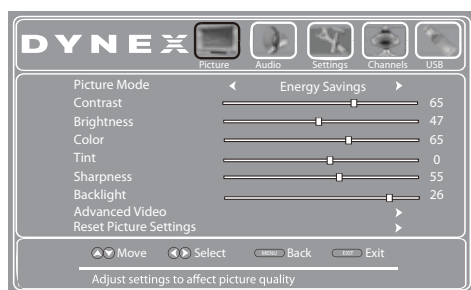 DYNEX
Picture Audio Settings Channels USB
Picture Mode Energy Savings
Contrast 65
Brightness 47
Color 65
Tint 0
Sharpness 55
Backlight 26
Advanced Video
Reset Picture Settings
Move Select MENU Back EXIT Exit
Adjust settings to affect picture quality